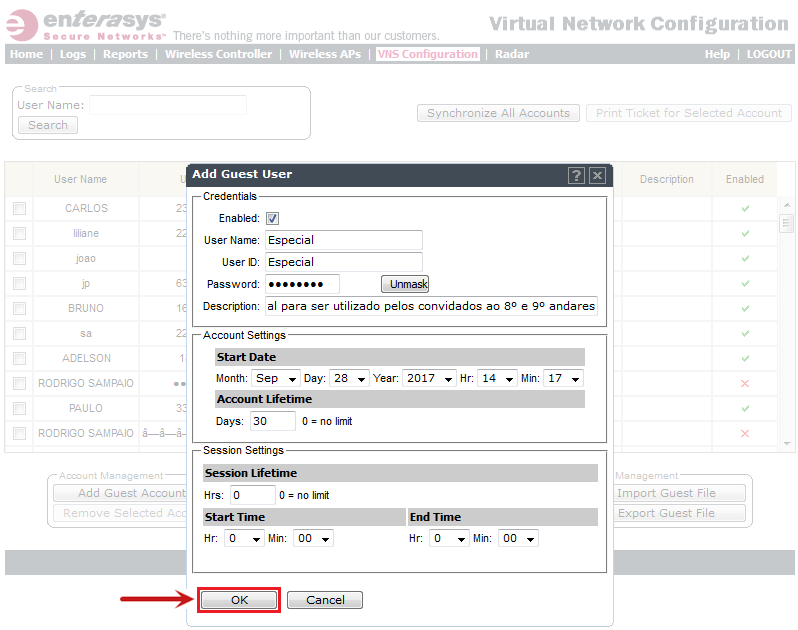 enterasys®
Secure Networks™ There's nothing more important than our customers.
Virtual Network Configuration
Home | Logs | Reports | Wireless Controller | Wireless APs | VNS Configuration | Radar
Help | LOGOUT
Search
User Name:
Search
Synchronize All Accounts
Print Ticket for Selected Account
User Name
Description
Enabled
CARLOS
liliane
joao
jp
BRUNO
sa
ADELSON
RODRIGO SAMPAIO
PAULO
RODRIGO SAMPAIO
Account Management
Add Guest Account
Remove Selected Acc
Management
Import Guest File
Export Guest File
Add Guest User
Credentials
Enabled:
User Name: Especial
User ID: Especial
Password: ●●●●●●●● Unmask
Description: al para ser utilizado pelos convidados ao 8º e 9º andares
Account Settings
Start Date
Month: Sep Day: 28 Year: 2017 Hr: 14 Min: 17
Account Lifetime
Days: 30 0 = no limit
Session Settings
Session Lifetime
Hrs: 0 0 = no limit
Start Time End Time
Hr: 0 Min: 00 Hr: 0 Min: 00
OK Cancel